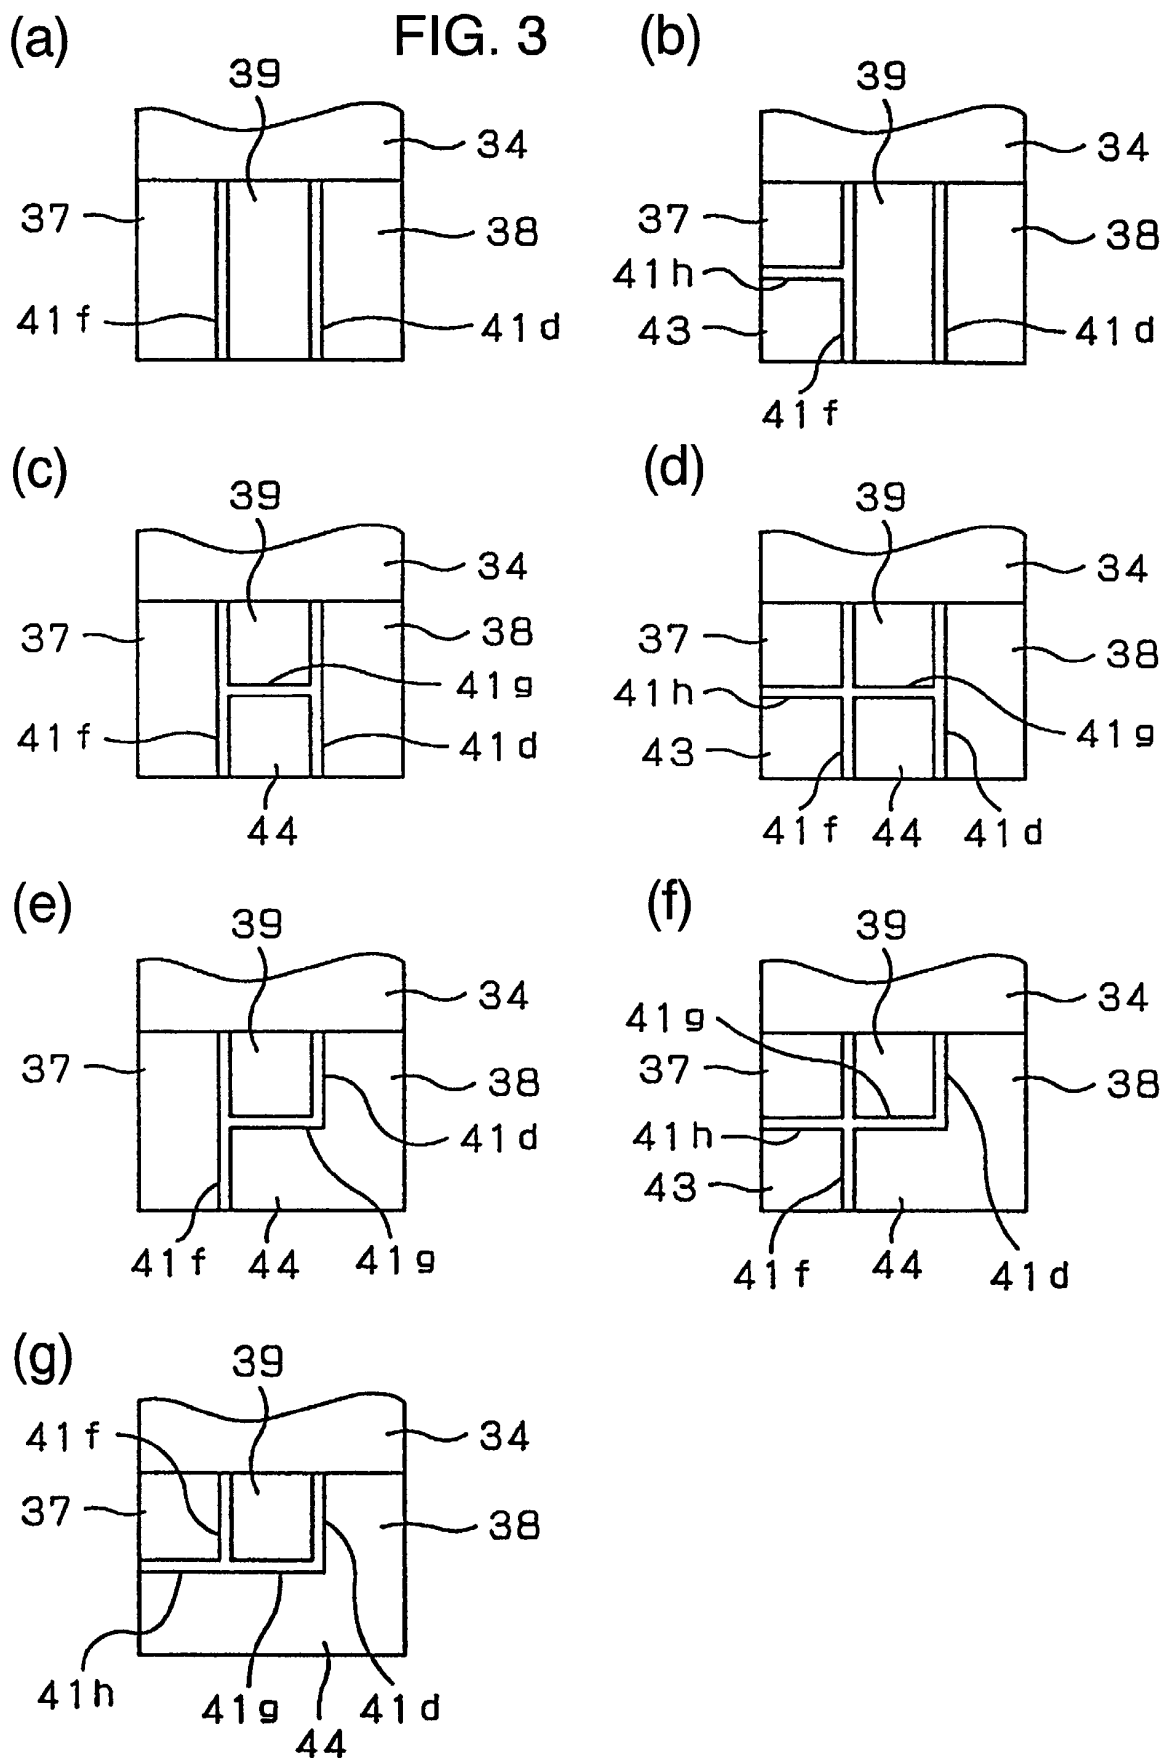 (a) FIG. 3 (b)
39 39
34 34
37 38 37 38
41f 41d 41h
43 41d
41f
(c) (d)
39 39
34 34
37 38 37 38
41g 41h
41f 41d 43 41g
44 41f 44 41d
(e) (f)
39 39
34 41g 34
37 38 37 38
41d 41h
43
41f 44 41g 41f 44 41d
(g)
39
41f 34
37 38
41h 41g 41d
44